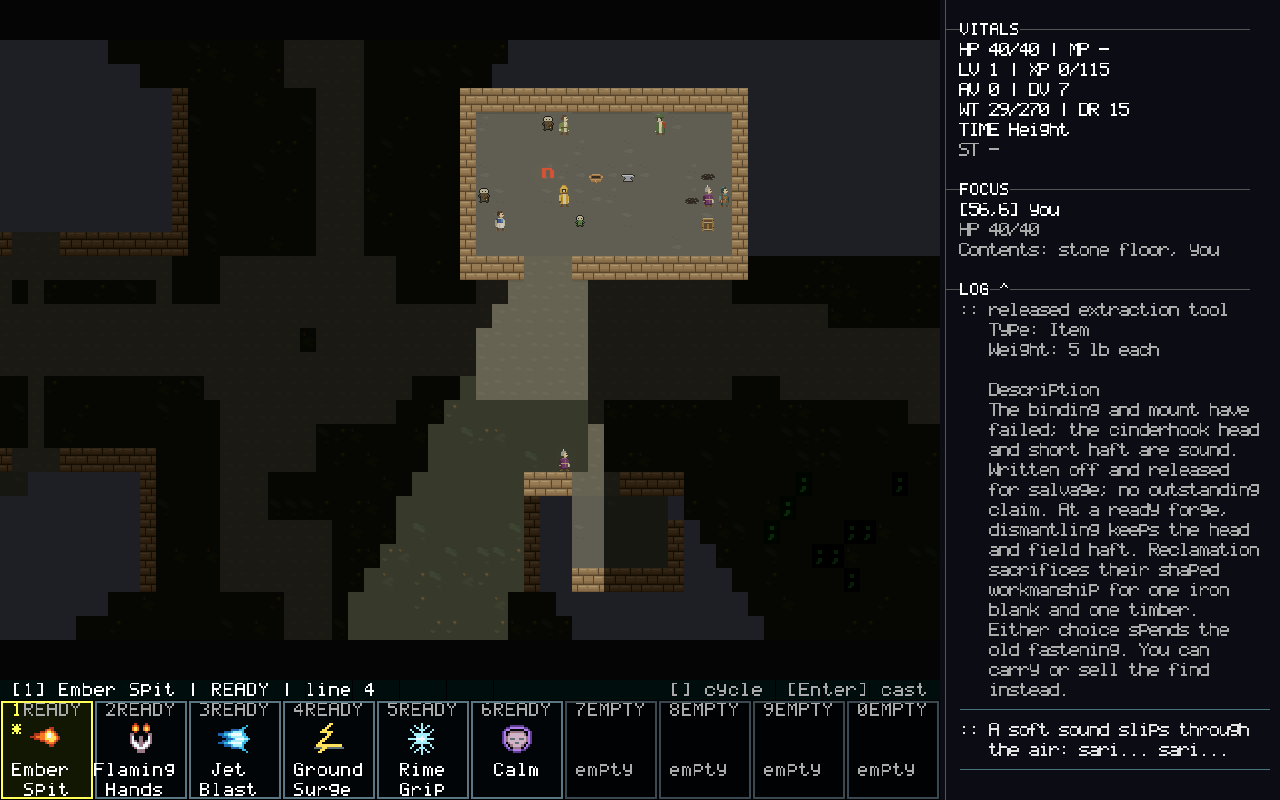 VITALS
HP 40/40 | MP -
LV 1 | XP 0/115
AV 0 | DV 7
WT 29/270 | DR 15
TIME Height
ST -
FOCUS
[56,6] You
HP 40/40
Contents: stone floor, you
LOG ^
:: released extraction tool
Type: Item
Weight: 5 lb each
Description
The binding and mount have
failed; the cinderhook head
and short haft are sound.
Written off and released
for salvage; no outstanding
claim. At a ready forge,
dismantling keeps the head
and field haft. Reclamation
sacrifices their shaped
workmanship for one iron
blank and one timber.
Either choice spends the
old fastening. You can
carry or sell the find
instead.
:: A soft sound slips through
the air: sari... sari...
n
[1] Ember Spit | READY | line 4
[] cycle [Enter] cast
1READY 2READY 3READY 4READY 5READY 6READY 7EMPTY 8EMPTY 9EMPTY 0EMPTY
* Ember Spit
Flaming Hands
Jet Blast
Ground Surge
Rime Grip
Calm
empty empty empty empty